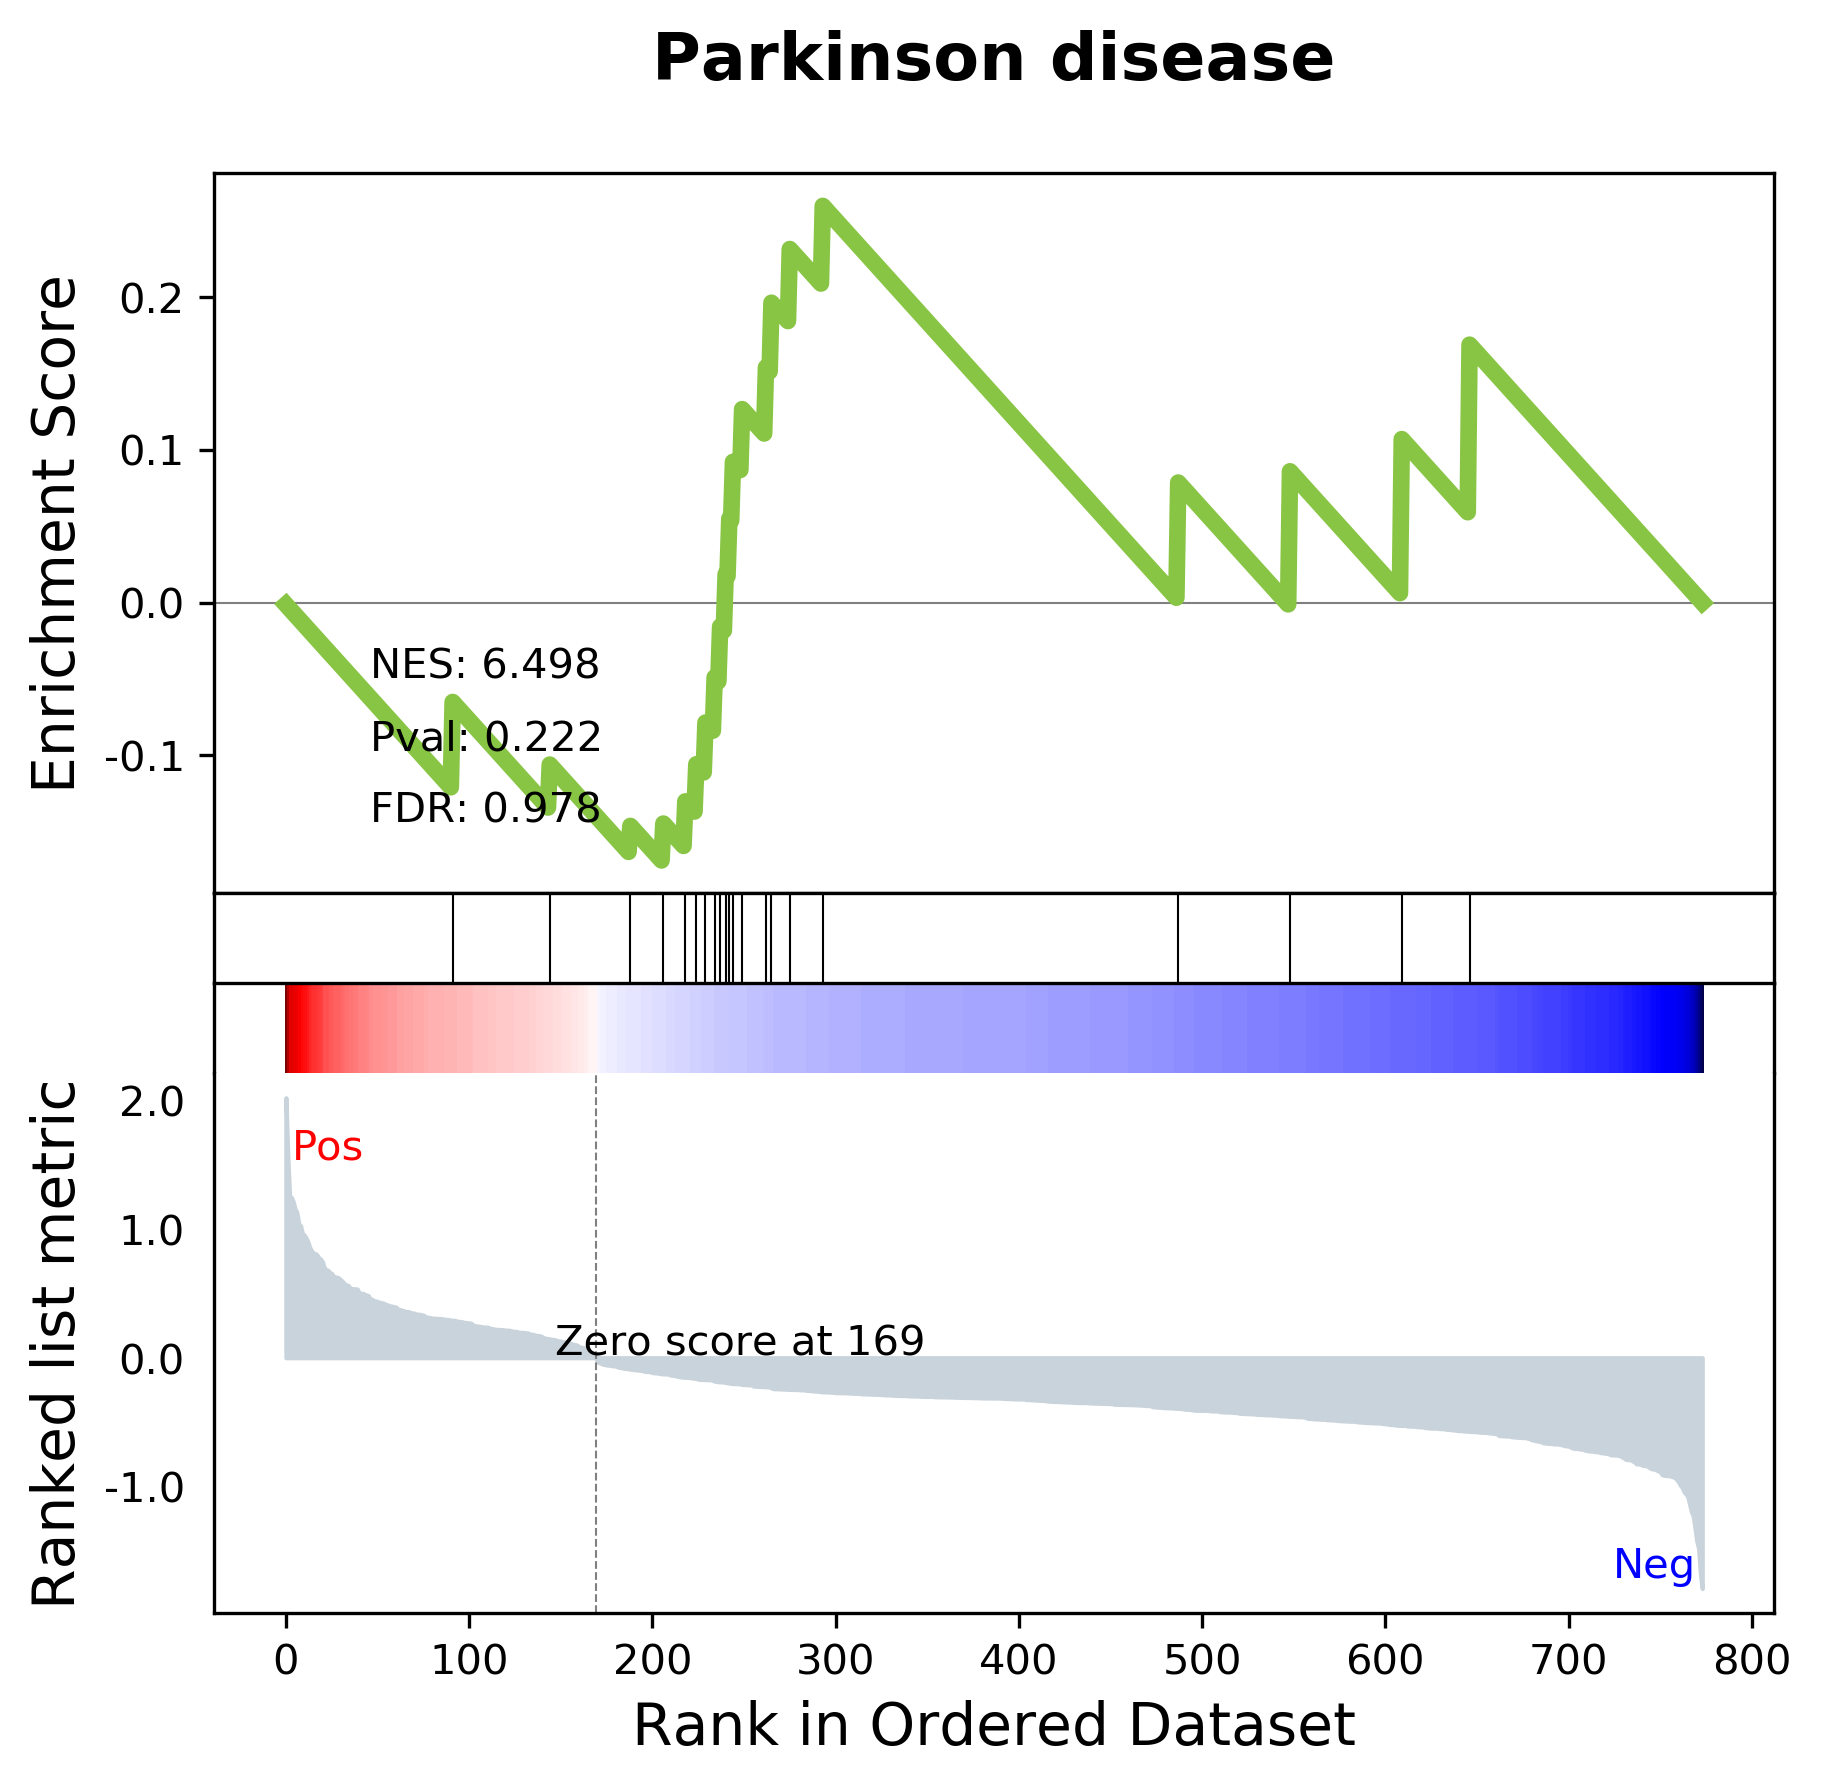 Parkinson disease
Enrichment Score
0.2
0.1
0.0
-0.1
NES: 6.498
Pval: 0.222
FDR: 0.978
Ranked list metric
2.0
1.0
0.0
-1.0
Pos
Zero score at 169
Neg
0 100 200 300 400 500 600 700 800
Rank in Ordered Dataset